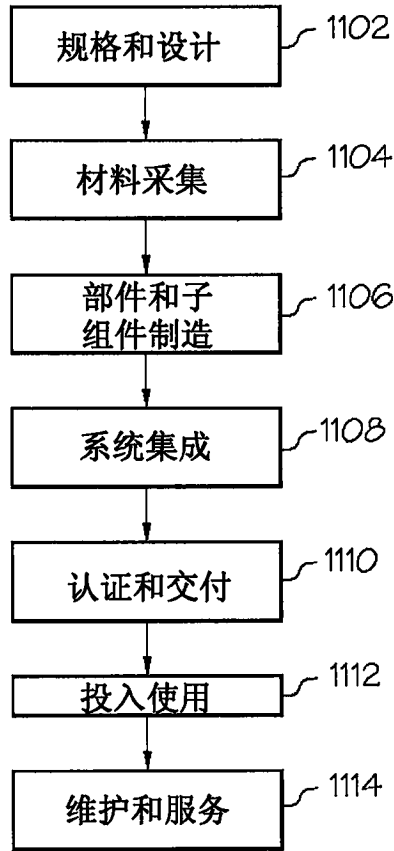 规格和设计 1102
材料采集 1104
部件和子
组件制造 1106
系统集成 1108
认证和交付 1110
投入使用 1112
维护和服务 1114